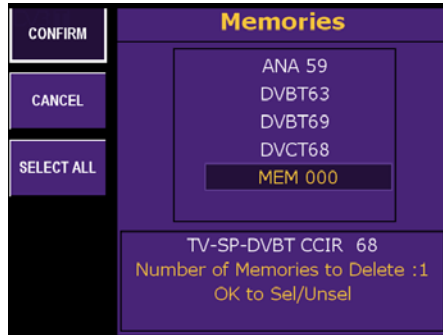 Memories
CONFIRM
CANCEL
SELECT ALL
ANA 59
DVBT63
DVBT69
DVCT68
MEM 000
TV-SP-DVBT CCIR 68
Number of Memories to Delete :1
OK to Sel/Unsel